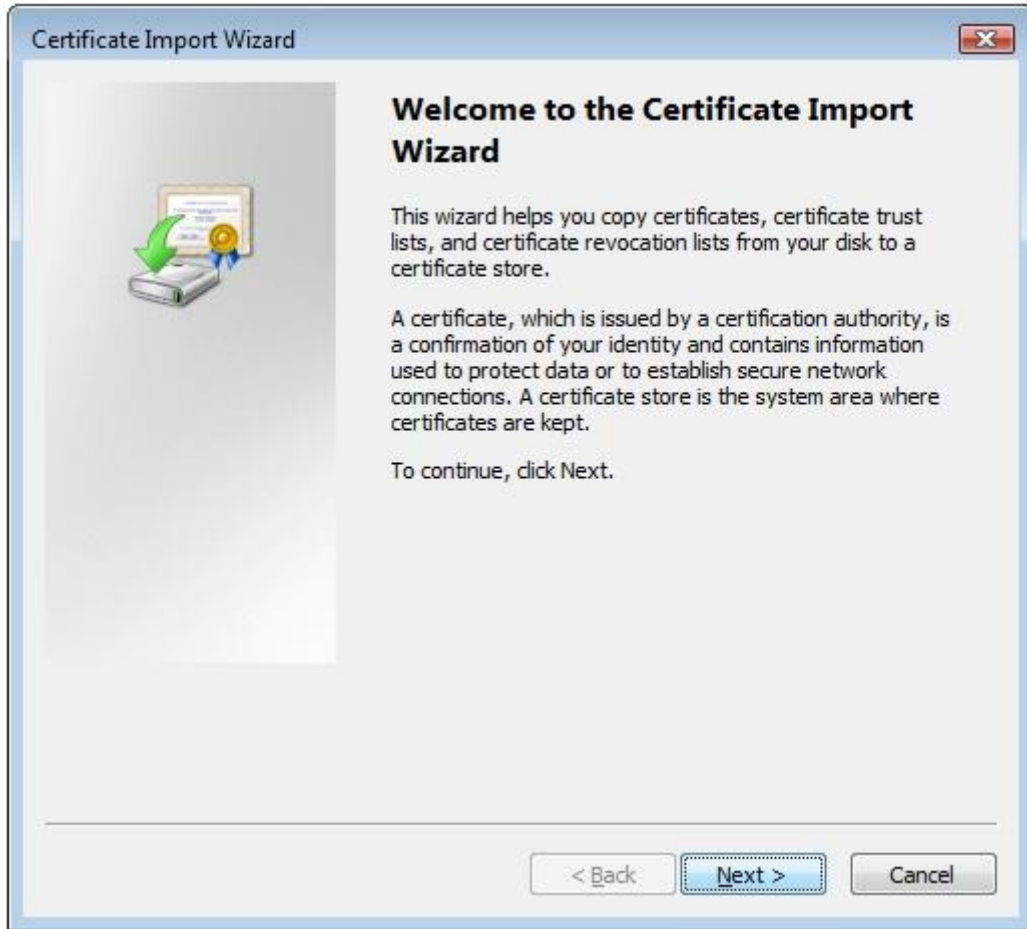 Certificate Import Wizard
Welcome to the Certificate Import
Wizard
This wizard helps you copy certificates, certificate trust
lists, and certificate revocation lists from your disk to a
certificate store.
A certificate, which is issued by a certification authority, is
a confirmation of your identity and contains information
used to protect data or to establish secure network
connections. A certificate store is the system area where
certificates are kept.
To continue, click Next.
< Back
Next >
Cancel